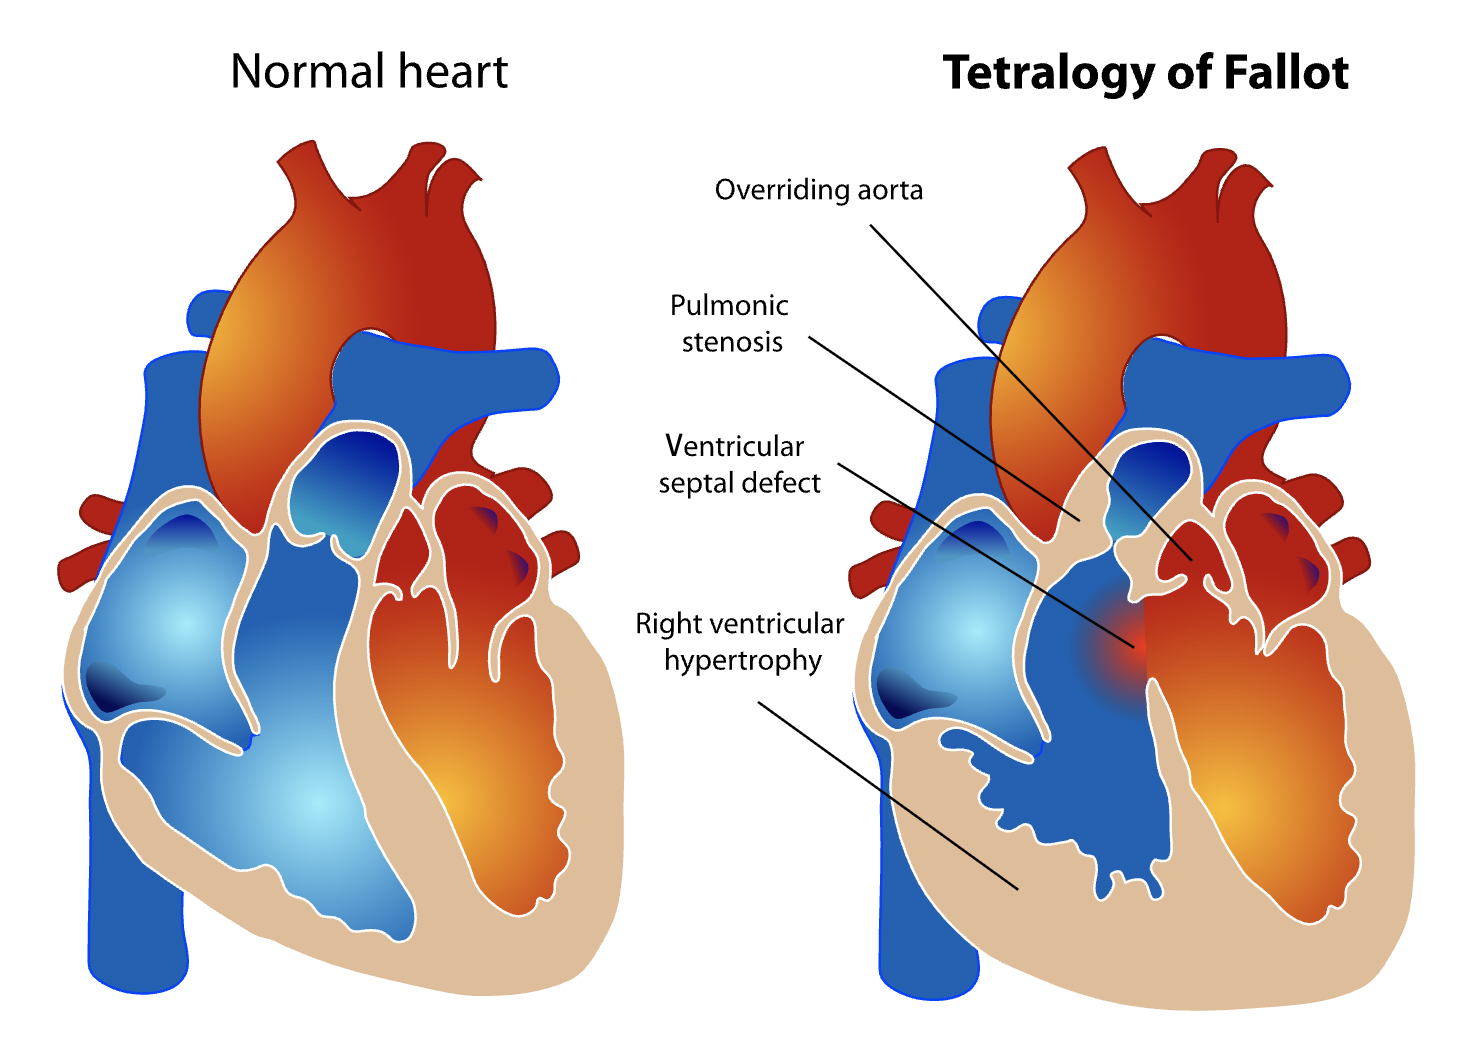 Normal heart
Tetralogy of Fallot
Overriding aorta
Pulmonic
stenosis
Ventricular
septal defect
Right ventricular
hypertrophy